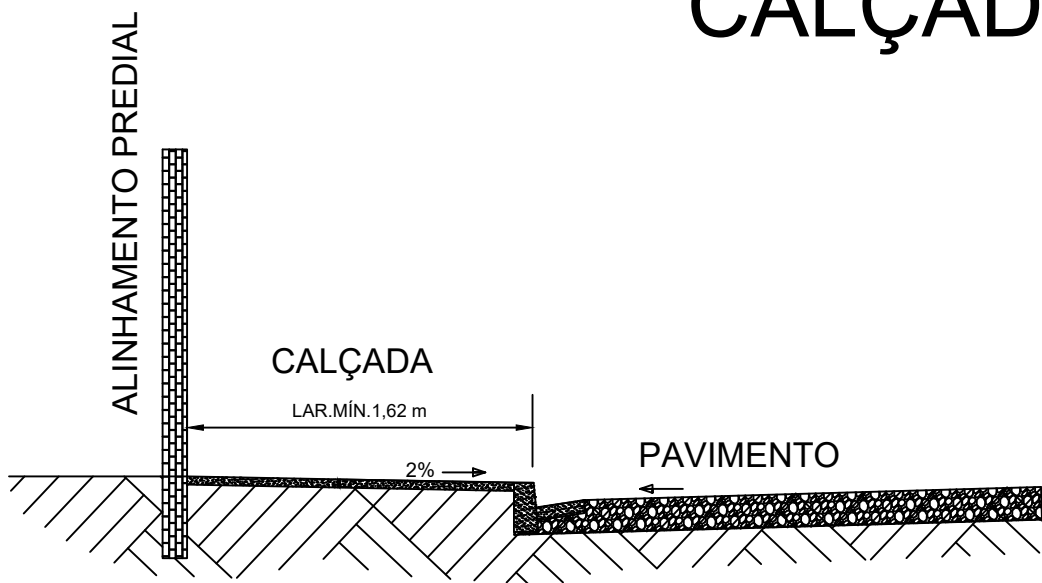 CALÇAD
ALINHAMENTO PREDIAL
CALÇADA
LAR.MÍN.1,62 m
2%
PAVIMENTO